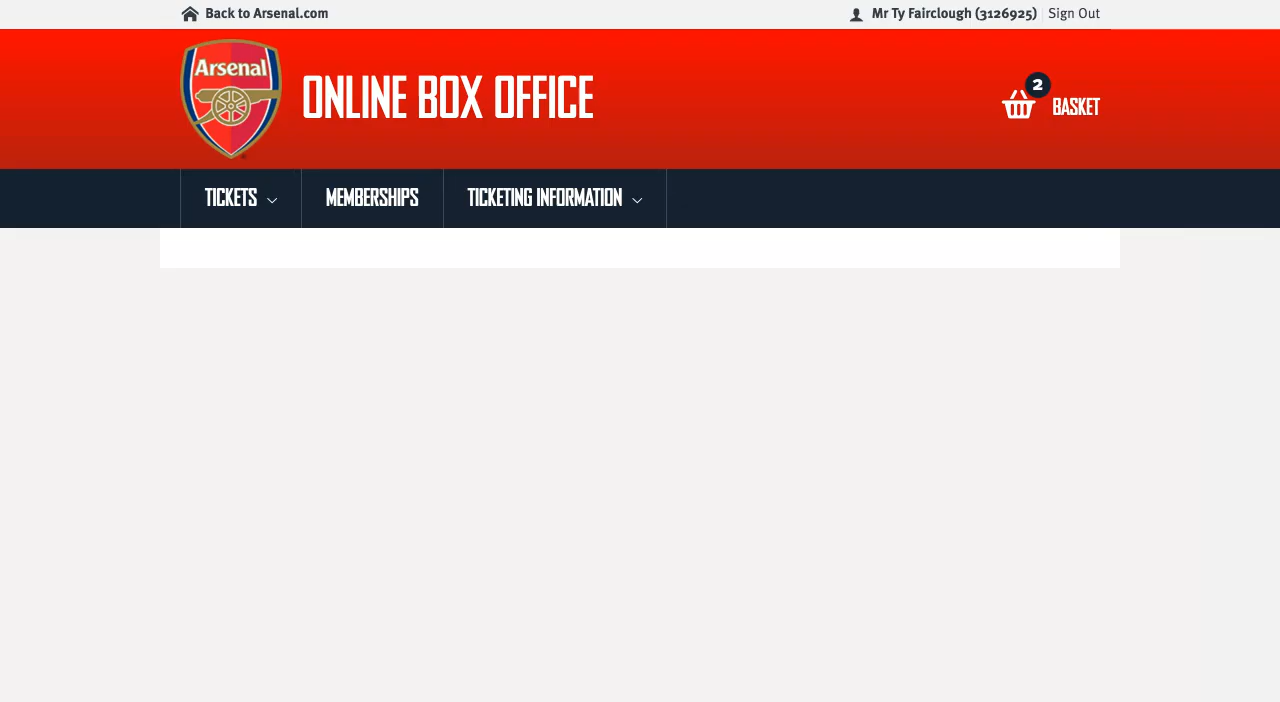 Back to Arsenal.com
Mr Ty Fairclough (3126925) Sign Out
Arsenal
ONLINE BOX OFFICE
2
BASKET
TICKETS
MEMBERSHIPS
TICKETING INFORMATION